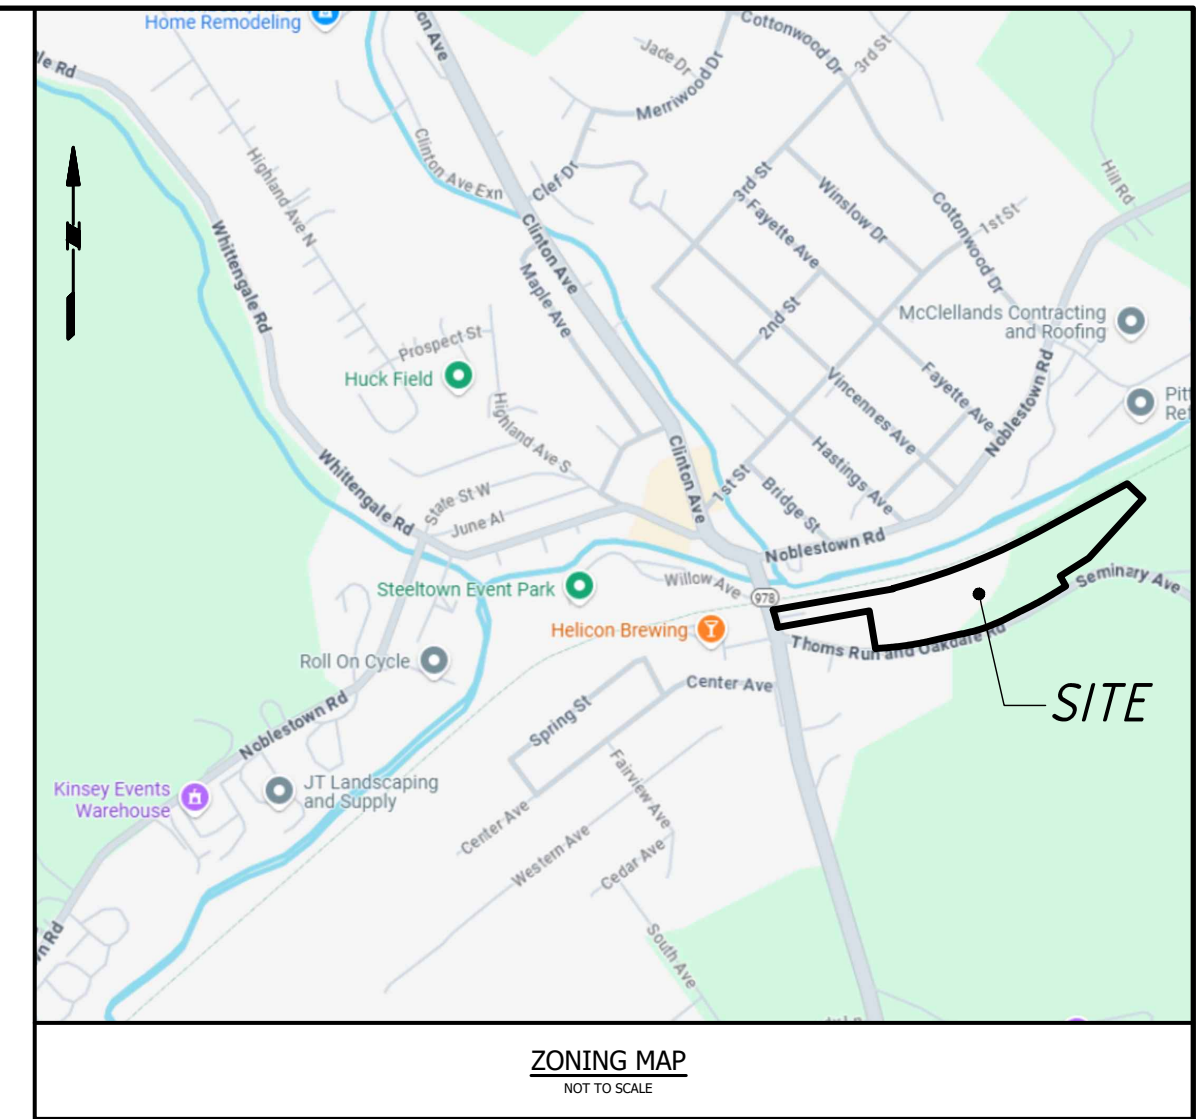 Home Remodeling
Cottonwood Dr
3rd St
Jade Dr
Merriwood Dr
Clinton Ave Exn
Clef Dr
Highland Ave N
Hill Rd
3rd St
Winslow Dr
Cottonwood Dr
1st St
Fayette Ave
Whittengale Rd
Clinton Ave
Maple Ave
2nd St
McClellands Contracting
and Roofing
Prospect St
Huck Field
Highland Ave S
Vincennes Ave
Fayette Ave
Noblestown Rd
Clinton Ave
1st St
Hastings Ave
Bridge St
Whittengale Rd
State St W
June Al
Noblestown Rd
Willow Ave
Steeltown Event Park
978
Seminary Ave
Helicon Brewing
Thoms Run and Oakdale Rd
Roll On Cycle
Center Ave
SITE
Noblestown Rd
Spring St
Fairview Ave
Kinsey Events
Warehouse
JT Landscaping
and Supply
Center Ave
Western Ave
Cedar Ave
South Ave
ZONING MAP
NOT TO SCALE